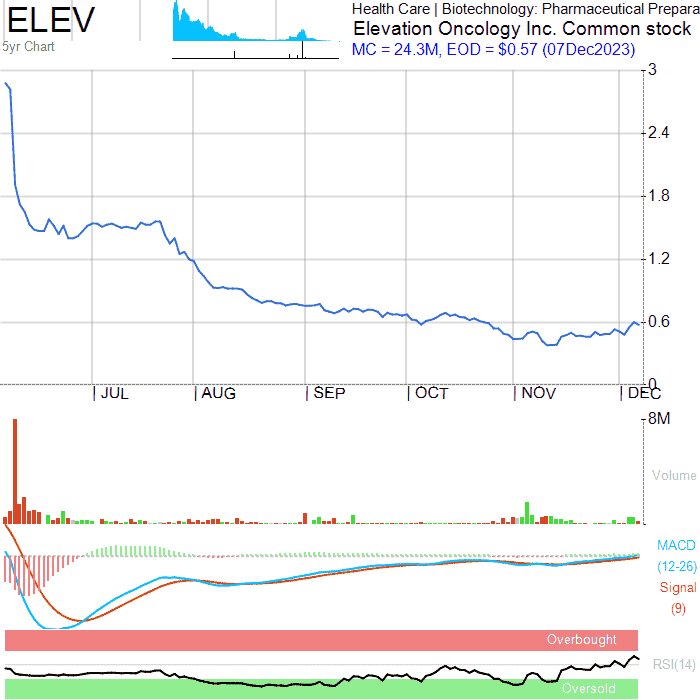 ELEV
5yr Chart
Health Care | Biotechnology: Pharmaceutical Prepara
Elevation Oncology Inc. Common stock
MC = 24.3M, EOD = $0.57 (07Dec2023)
3
2.4
1.8
1.2
0.6
0
JUL
AUG
SEP
OCT
NOV
DEC
8M
Volume
MACD
(12-26)
Signal
(9)
Overbought
RSI(14)
Oversold